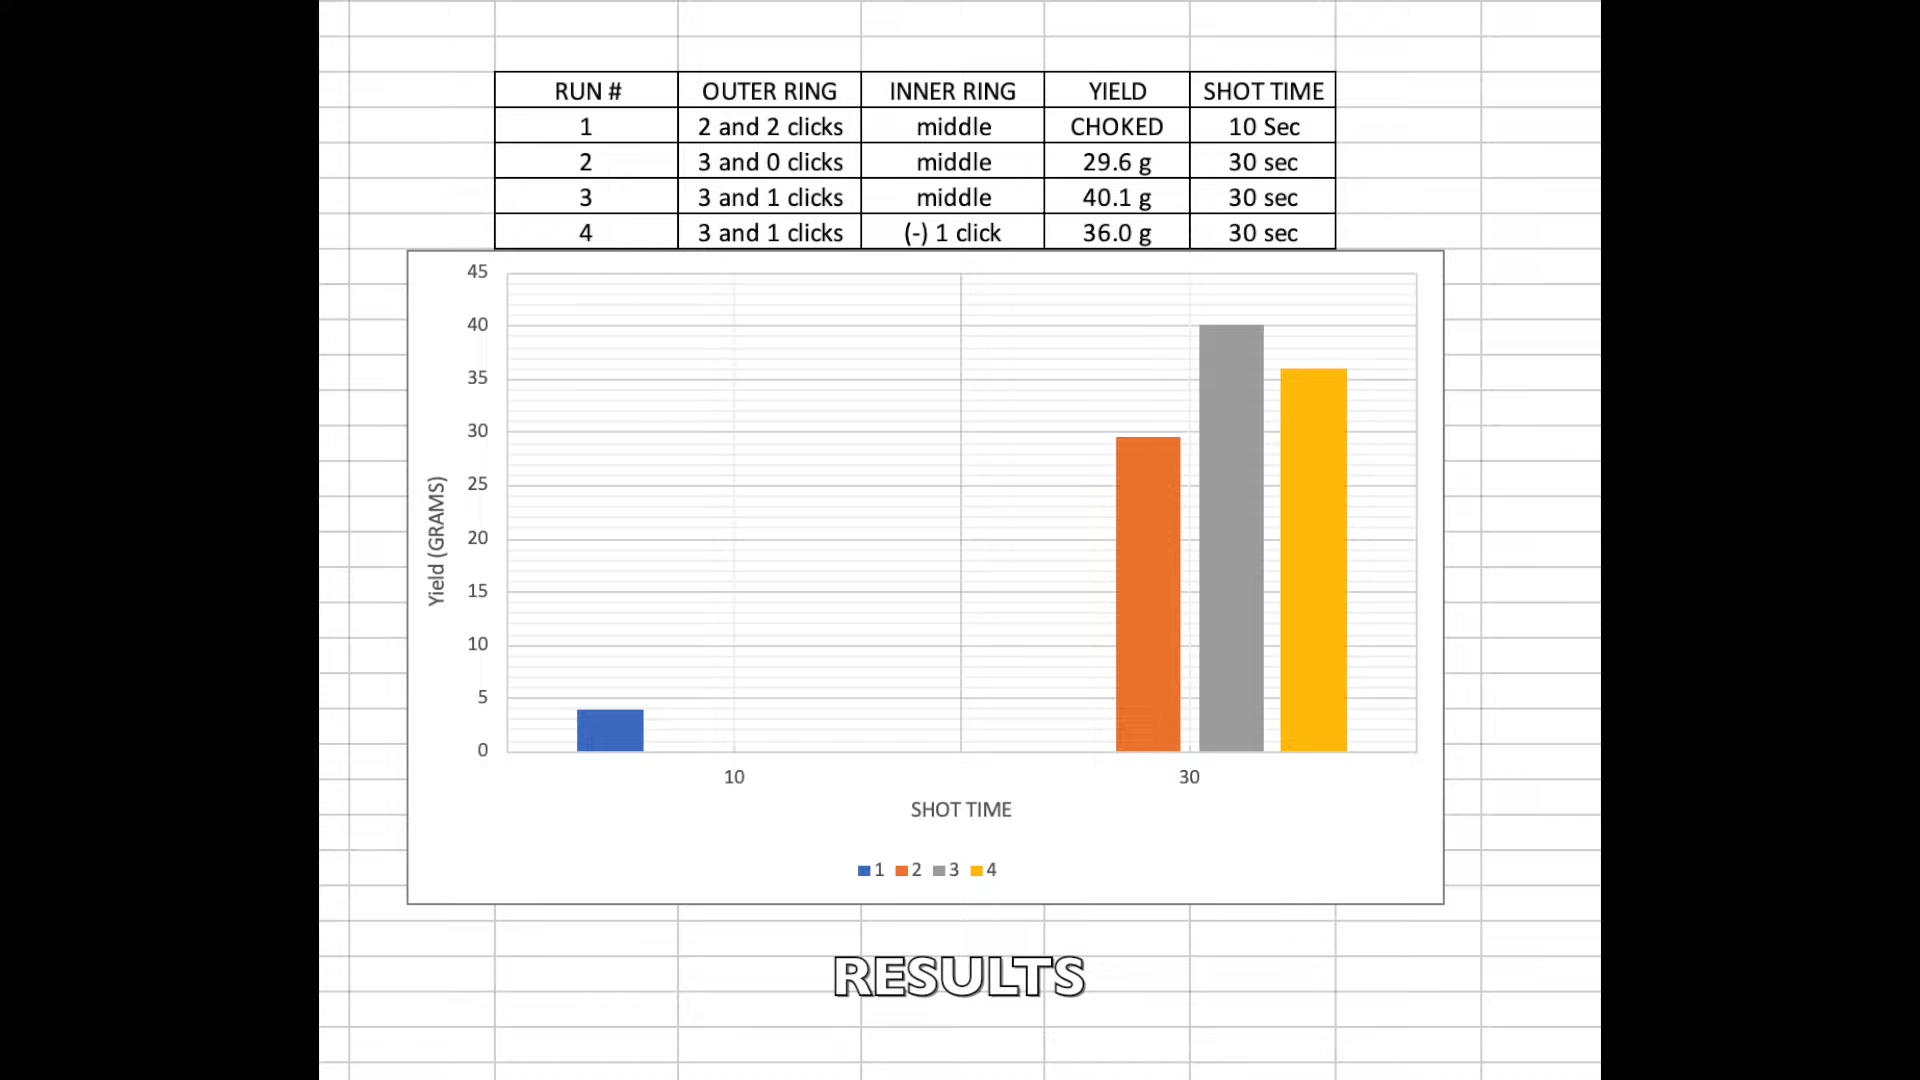 RUN # OUTER RING INNER RING YIELD SHOT TIME
1 2 and 2 clicks middle CHOKED 10 Sec
2 3 and 0 clicks middle 29.6 g 30 sec
3 3 and 1 clicks middle 40.1 g 30 sec
4 3 and 1 clicks (-) 1 click 36.0 g 30 sec
45
40
35
30
25
20
15
10
5
0
Yield (GRAMS)
10 30
SHOT TIME
1 2 3 4
RESULTS